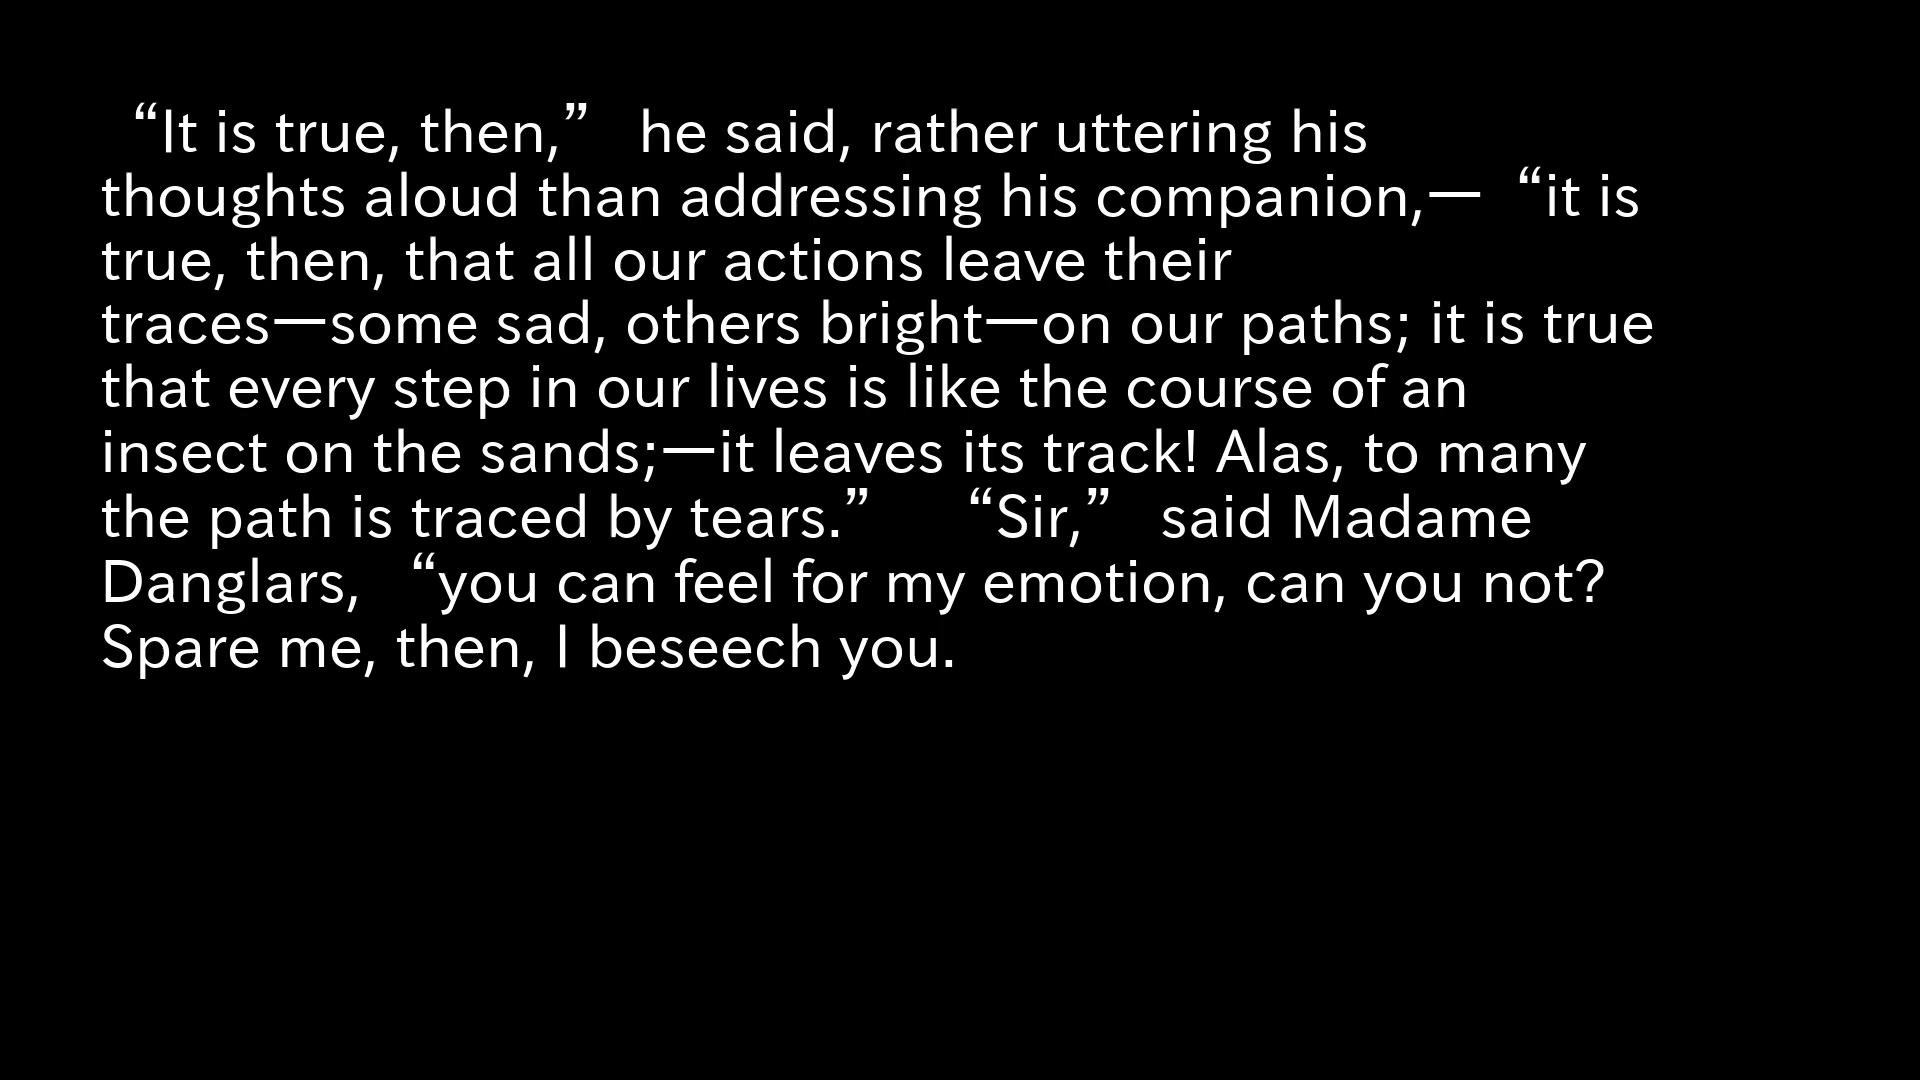 “It is true, then,” he said, rather uttering his
thoughts aloud than addressing his companion,— “it is
true, then, that all our actions leave their
traces—some sad, others bright—on our paths; it is true
that every step in our lives is like the course of an
insect on the sands;—it leaves its track! Alas, to many
the path is traced by tears.” “Sir,” said Madame
Danglars, “you can feel for my emotion, can you not?
Spare me, then, I beseech you.